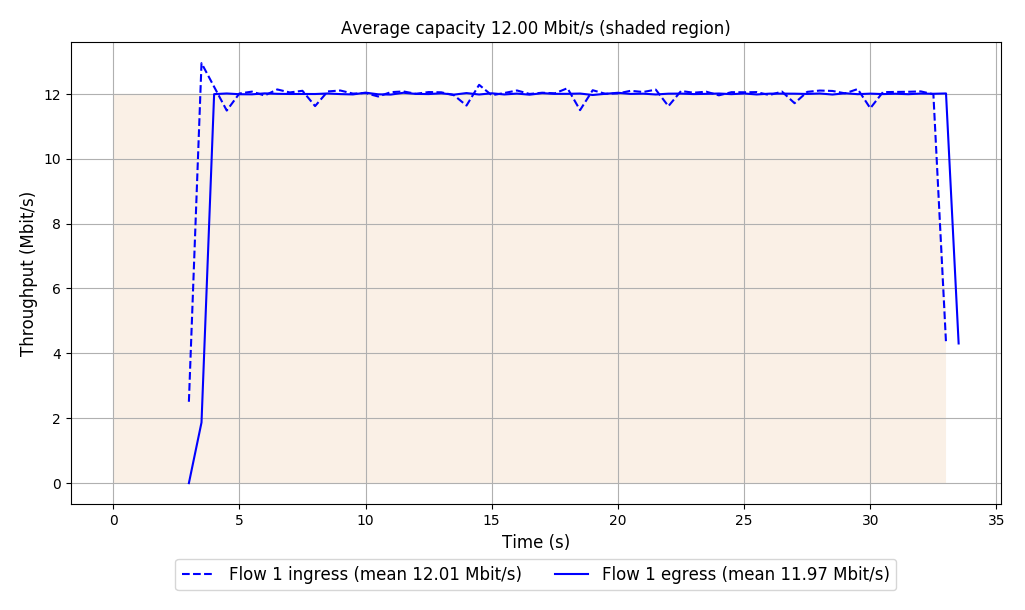 Average capacity 12.00 Mbit/s (shaded region)
Throughput (Mbit/s)
12
10
8
6
4
2
0
0 5 10 15 20 25 30 35
Time (s)
Flow 1 ingress (mean 12.01 Mbit/s) Flow 1 egress (mean 11.97 Mbit/s)